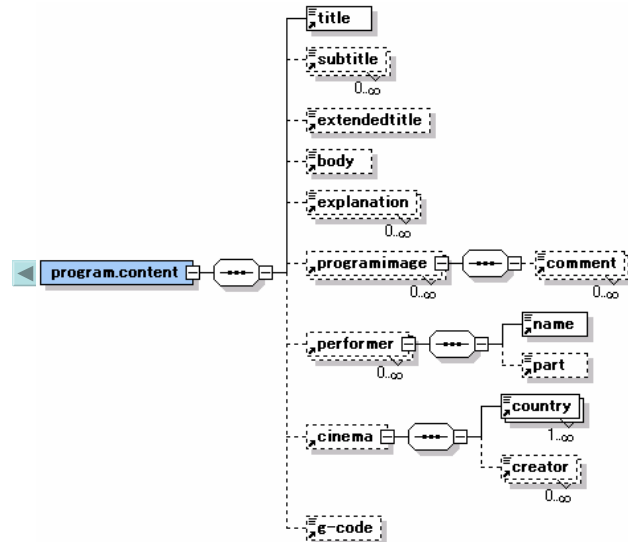 title
subtitle
0..∞
extendedtitle
body
explanation
0..∞
program.content
programimage
comment
0..∞
0..∞
performer
name
0..∞
part
cinema
country
1..∞
creator
0..∞
g-code